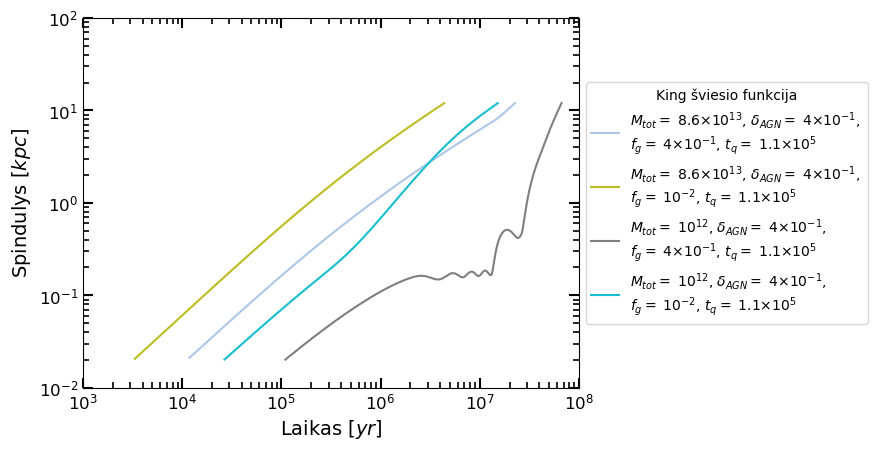 10²
10¹
10⁰
10⁻¹
10⁻²
Spindulys [kpc]
10³ 10⁴ 10⁵ 10⁶ 10⁷ 10⁸
Laikas [yr]
King šviesio funkcija
M_tot = 8.6×10¹³, δ_AGN = 4×10⁻¹,
f_g = 4×10⁻¹, t_q = 1.1×10⁵
M_tot = 8.6×10¹³, δ_AGN = 4×10⁻¹,
f_g = 10⁻², t_q = 1.1×10⁵
M_tot = 10¹², δ_AGN = 4×10⁻¹,
f_g = 4×10⁻¹, t_q = 1.1×10⁵
M_tot = 10¹², δ_AGN = 4×10⁻¹,
f_g = 10⁻², t_q = 1.1×10⁵